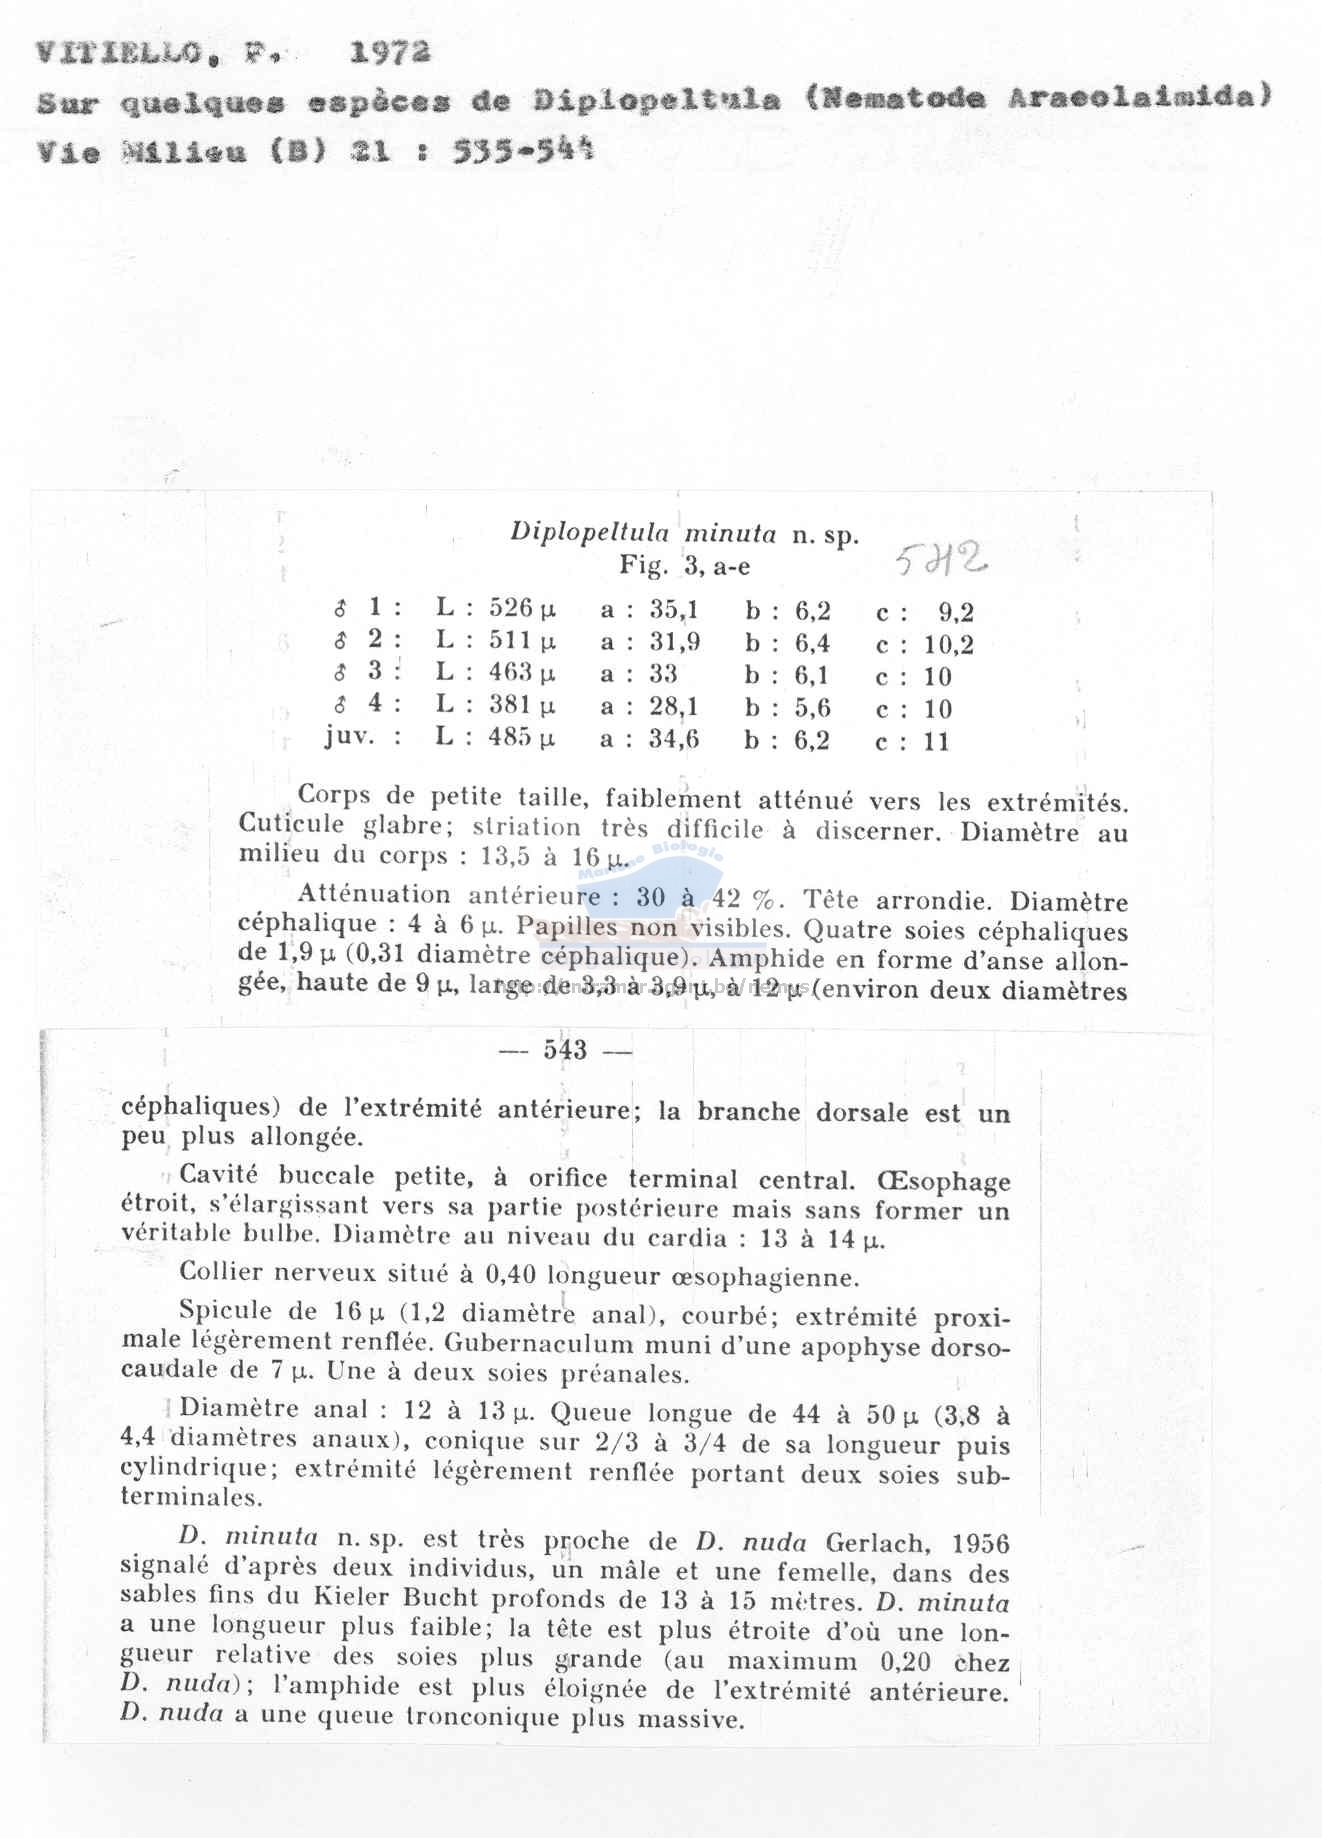 VITIELLO, P. 1972
Sur quelques espèces de Diplopeltula (Nematode Araeolaimida)
Vie Milieu (B) 21 : 535-544
Diplopeltula minuta n. sp.
Fig. 3, a-e
542
♂ 1 : L : 526 µ a : 35,1 b : 6,2 c : 9,2
♂ 2 : L : 511 µ a : 31,9 b : 6,4 c : 10,2
♂ 3 : L : 463 µ a : 33 b : 6,1 c : 10
♂ 4 : L : 381 µ a : 28,1 b : 5,6 c : 10
juv. : L : 485 µ a : 34,6 b : 6,2 c : 11
Corps de petite taille, faiblement atténué vers les extrémités.
Cuticule glabre; striation très difficile à discerner. Diamètre au
milieu du corps : 13,5 à 16 µ.
Marine Biologie
Atténuation antérieure : 30 à 42 %. Tête arrondie. Diamètre
céphalique : 4 à 6 µ. Papilles non visibles. Quatre soies céphaliques
de 1,9 µ (0,31 diamètre céphalique). Amphide en forme d'anse allon-
gée, haute de 9 µ, large de 3,3 à 3,9 µ, à 12 µ (environ deux diamètres
— 543 —
céphaliques) de l'extrémité antérieure; la branche dorsale est un
peu plus allongée.
Cavité buccale petite, à orifice terminal central. Œsophage
étroit, s'élargissant vers sa partie postérieure mais sans former un
véritable bulbe. Diamètre au niveau du cardia : 13 à 14 µ.
Collier nerveux situé à 0,40 longueur œsophagienne.
Spicule de 16 µ (1,2 diamètre anal), courbé; extrémité proxi-
male légèrement renflée. Gubernaculum muni d'une apophyse dorso-
caudale de 7 µ. Une à deux soies préanales.
Diamètre anal : 12 à 13 µ. Queue longue de 44 à 50 µ (3,8 à
4,4 diamètres anaux), conique sur 2/3 à 3/4 de sa longueur puis
cylindrique; extrémité légèrement renflée portant deux soies sub-
terminales.
D. minuta n. sp. est très proche de D. nuda Gerlach, 1956
signalé d'après deux individus, un mâle et une femelle, dans des
sables fins du Kieler Bucht profonds de 13 à 15 mètres. D. minuta
a une longueur plus faible; la tête est plus étroite d'où une lon-
gueur relative des soies plus grande (au maximum 0,20 chez
D. nuda); l'amphide est plus éloignée de l'extrémité antérieure.
D. nuda a une queue tronconique plus massive.